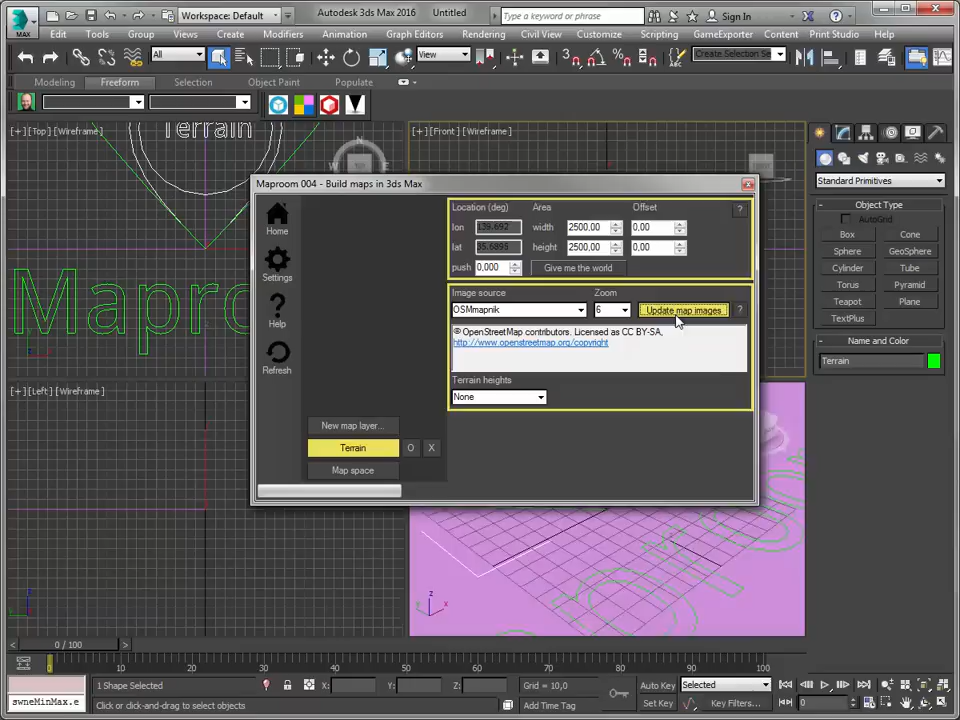 MAX
Workspace: Default
Autodesk 3ds Max 2016
Untitled
Type a keyword or phrase
Sign In
Edit
Tools
Group
Views
Create
Modifiers
Animation
Graph Editors
Rendering
Civil View
Customize
Scripting
GameExporter
Content
Print Studio
Help
All
View
Create Selection Se
Modeling
Freeform
Selection
Object Paint
Populate
[+] [Top] [Wireframe]
Terrain
[+] [Front] [Wireframe]
Maproom 004 - Build maps in 3ds Max
Home
Settings
Help
Refresh
Location (deg)
Area
Offset
?
lon
139.692
width
2500,00
0,00
lat
35.6895
height
2500,00
0,00
push
0,000
Give me the world
Image source
Zoom
OSMmapnik
6
Update map images
?
© OpenStreetMap contributors. Licensed as CC BY-SA,
http://www.openstreetmap.org/copyright
Terrain heights
None
New map layer...
Terrain
O
X
Map space
Standard Primitives
Object Type
AutoGrid
Box
Cone
Sphere
GeoSphere
Cylinder
Tube
Torus
Pyramid
Teapot
Plane
TextPlus
Name and Color
Terrain
Mapro
[+] [Left] [Wireframe]
z
y
x
0 / 100
0
10
20
30
40
50
60
70
80
90
100
swneMinMax.e
1 Shape Selected
X:
Y:
Z:
Grid = 10,0
Auto Key
Selected
Click or click-and-drag to select objects
Add Time Tag
Set Key
Key Filters...
0